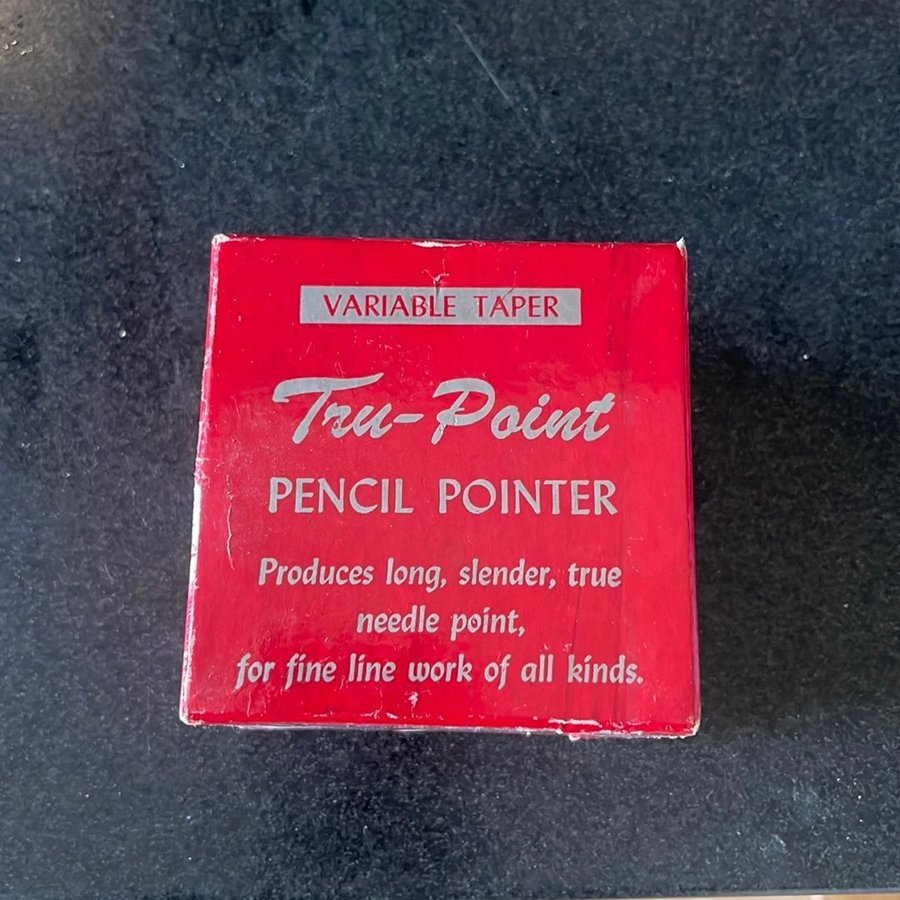 VARIABLE TAPER
Tru-Point
PENCIL POINTER
Produces long, slender, true
needle point,
for fine line work of all kinds.